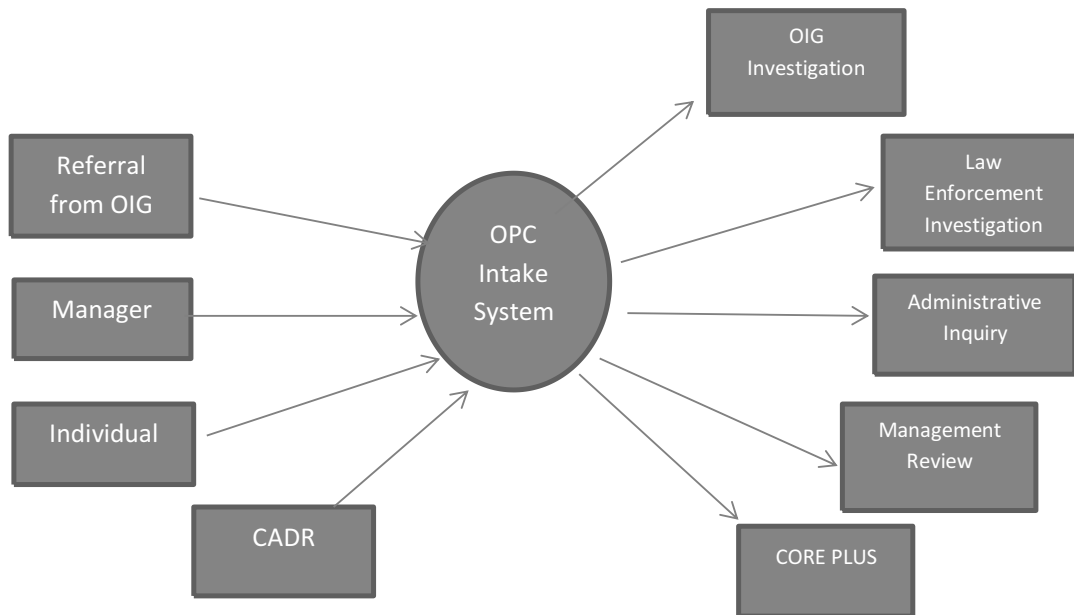 Referral
from OIG
Manager
Individual
CADR
OPC
Intake
System
OIG
Investigation
Law
Enforcement
Investigation
Administrative
Inquiry
Management
Review
CORE PLUS